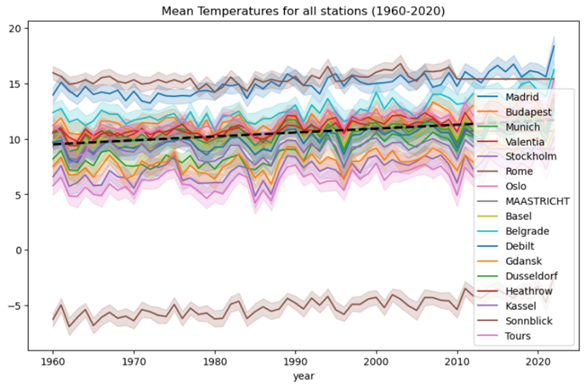 Mean Temperatures for all stations (1960-2020)
20
15
10
5
0
−5
Madrid
Budapest
Munich
Valentia
Stockholm
Rome
Oslo
MAASTRICHT
Basel
Belgrade
Debilt
Gdansk
Dusseldorf
Heathrow
Kassel
Sonnblick
Tours
1960 1970 1980 1990 2000 2010 2020
year